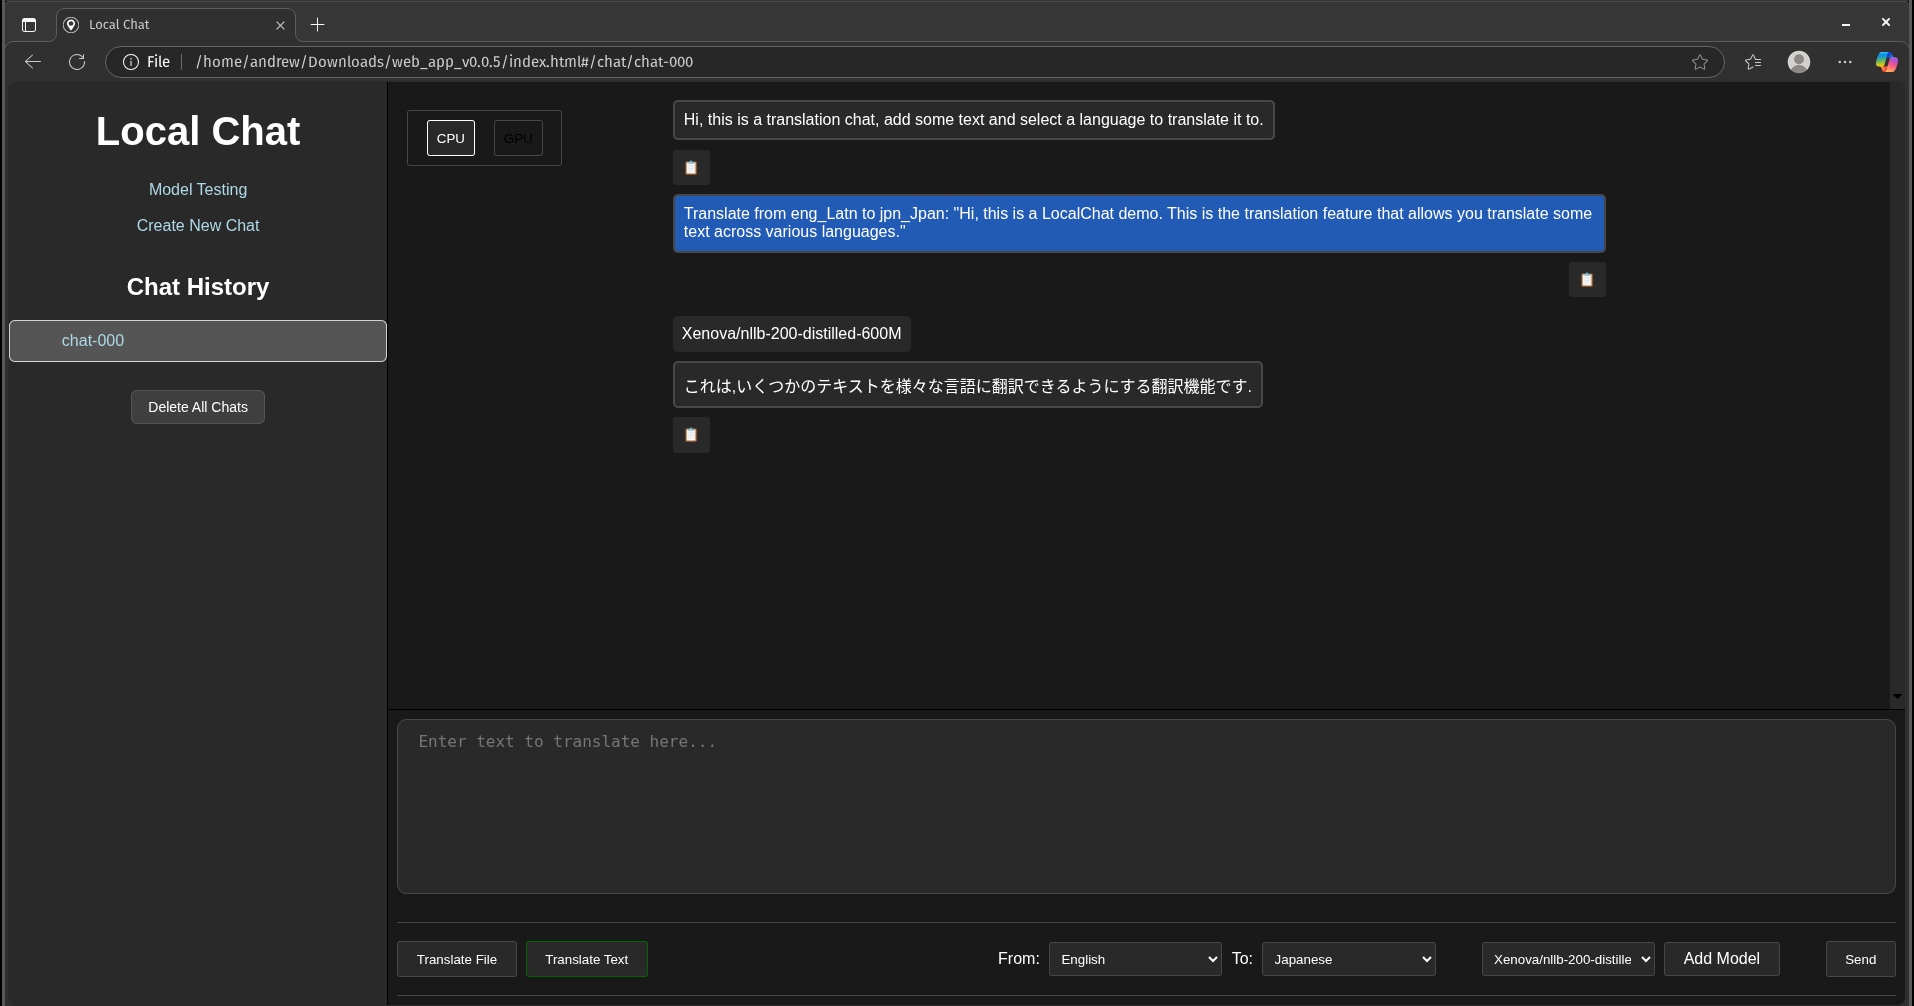 Local Chat
File
/home/andrew/Downloads/web_app_v0.0.5/index.html#/chat/chat-000
Local Chat
Model Testing
Create New Chat
Chat History
chat-000
Delete All Chats
CPU
GPU
Hi, this is a translation chat, add some text and select a language to translate it to.
Translate from eng_Latn to jpn_Jpan: "Hi, this is a LocalChat demo. This is the translation feature that allows you translate some
text across various languages."
Xenova/nllb-200-distilled-600M
これは,いくつかのテキストを様々な言語に翻訳できるようにする翻訳機能です.
Enter text to translate here...
Translate File
Translate Text
From:
English
To:
Japanese
Xenova/nllb-200-distille
Add Model
Send